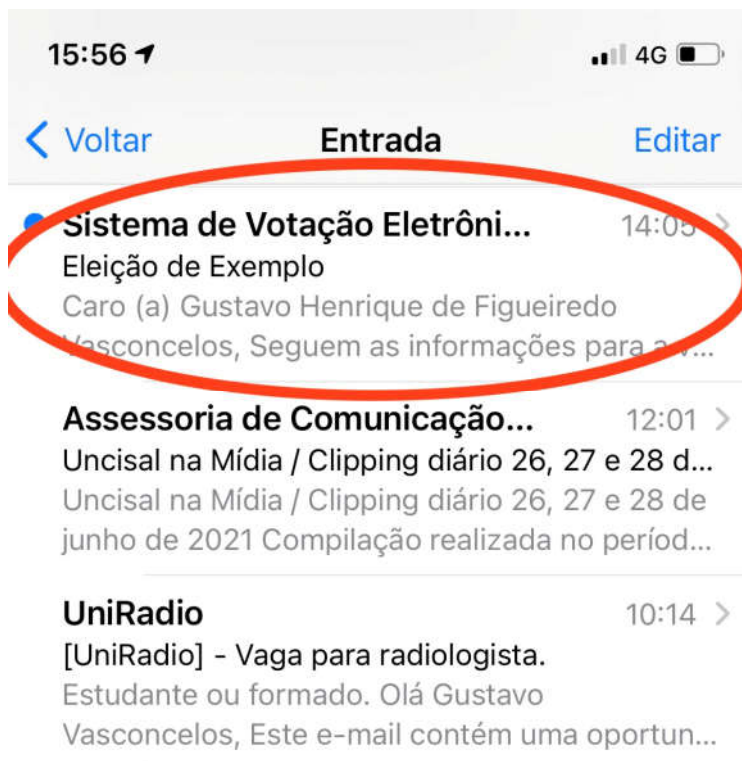 15:56 4G
Voltar Entrada Editar
Sistema de Votação Eletrôni... 14:05
Eleição de Exemplo
Caro (a) Gustavo Henrique de Figueiredo
Vasconcelos, Seguem as informações para a v...
Assessoria de Comunicação... 12:01
Uncisal na Mídia / Clipping diário 26, 27 e 28 d...
Uncisal na Mídia / Clipping diário 26, 27 e 28 de
junho de 2021 Compilação realizada no períod...
UniRadio 10:14
[UniRadio] - Vaga para radiologista.
Estudante ou formado. Olá Gustavo
Vasconcelos, Este e-mail contém uma oportun...